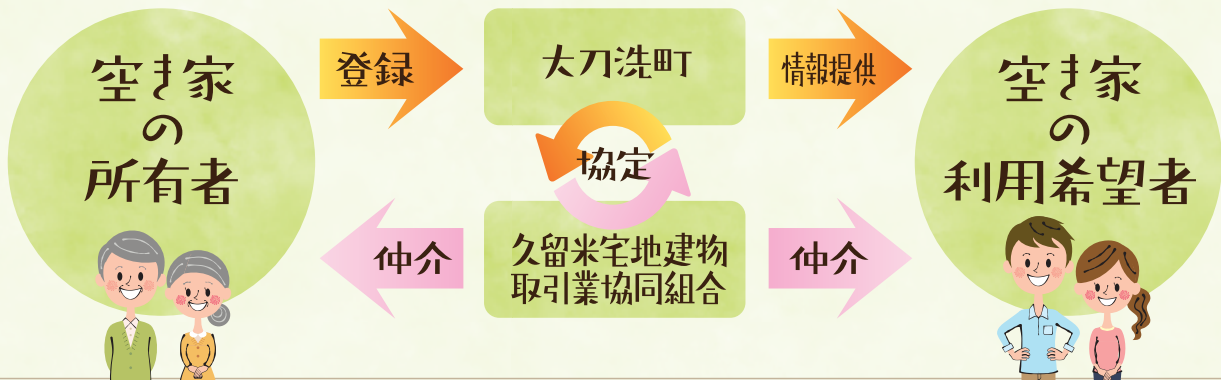 空き家
の
所有者
登録
太刀洗町
情報提供
空き家
の
利用希望者
協定
仲介
久留米宅地建物
取引業協同組合
仲介